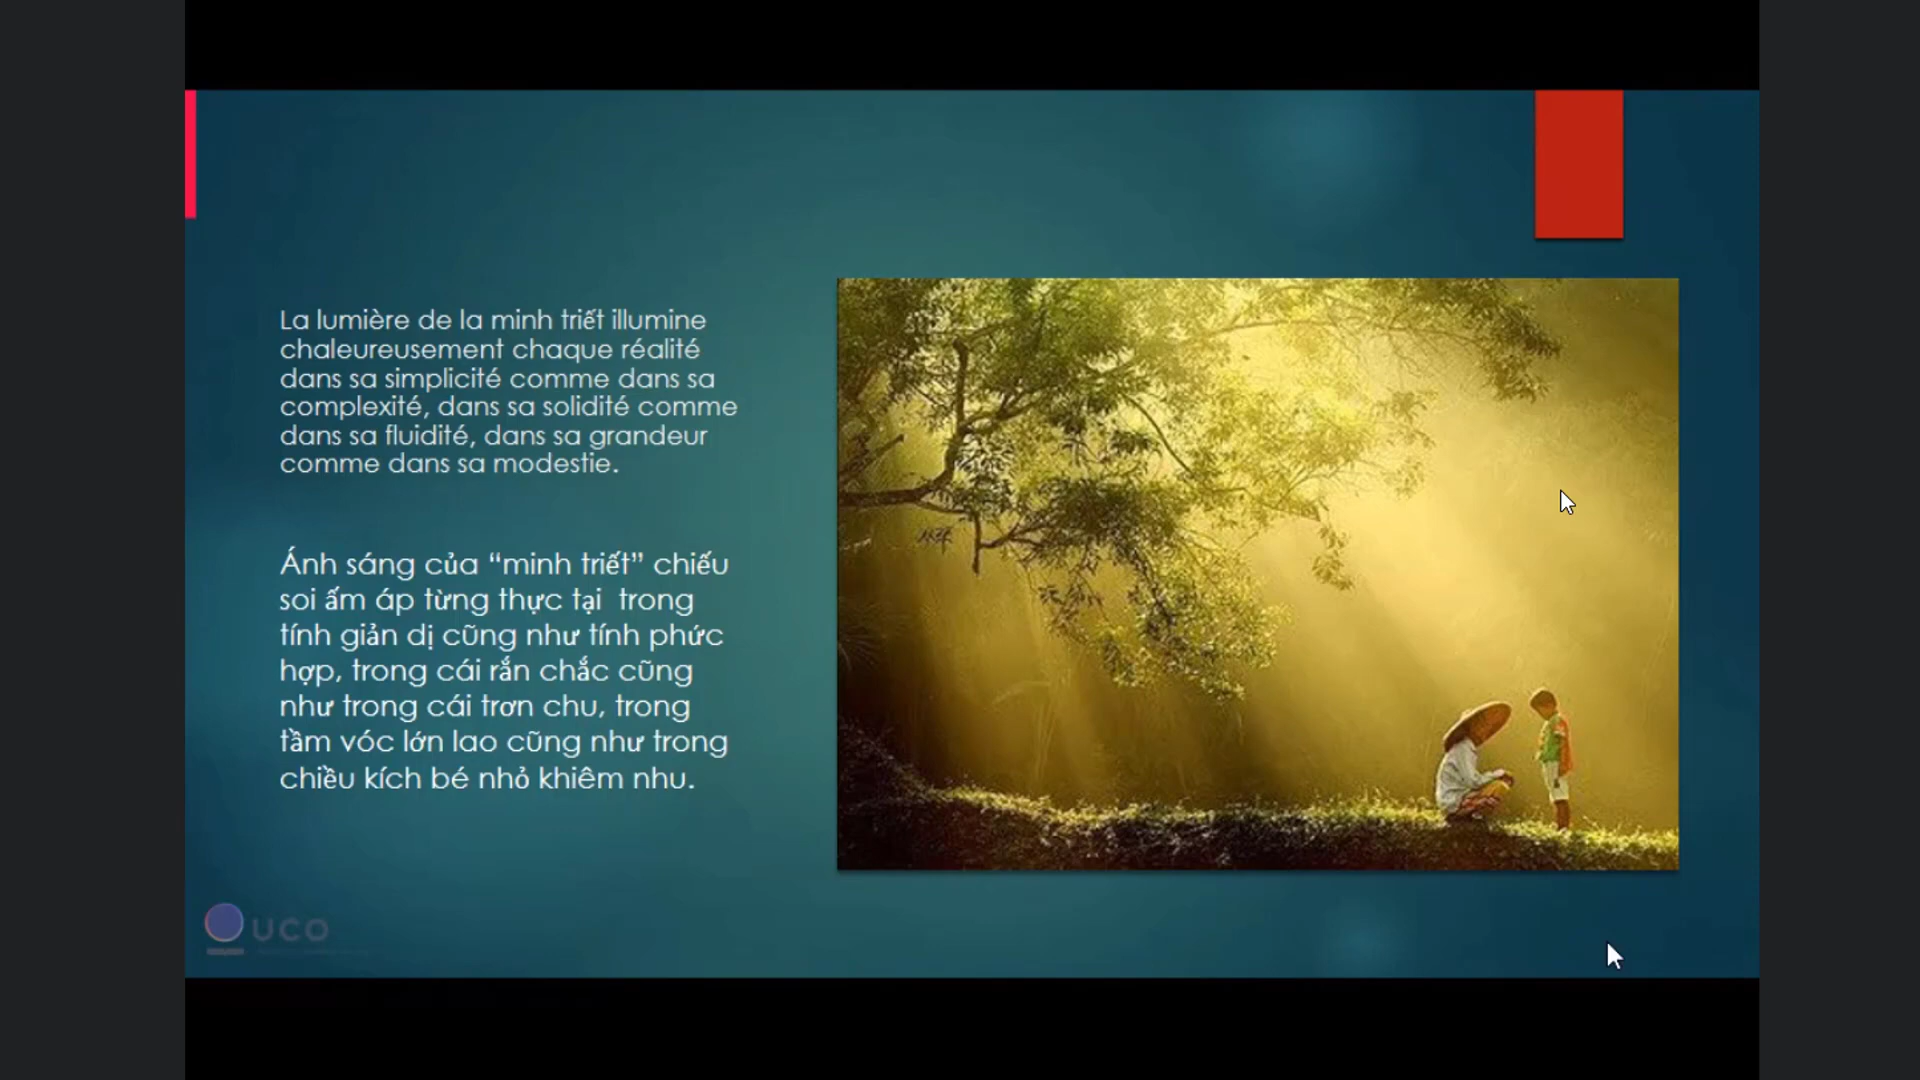 La lumière de la minh triết illumine
chaleureusement chaque réalité
dans sa simplicité comme dans sa
complexité, dans sa solidité comme
dans sa fluidité, dans sa grandeur
comme dans sa modestie.
Ánh sáng của “minh triết” chiếu
soi ấm áp từng thực tại  trong
tính giản dị cũng như tính phức
hợp, trong cái rắn chắc cũng
như trong cái trơn chu, trong
tầm vóc lớn lao cũng như trong
chiều kích bé nhỏ khiêm nhu.
UCO